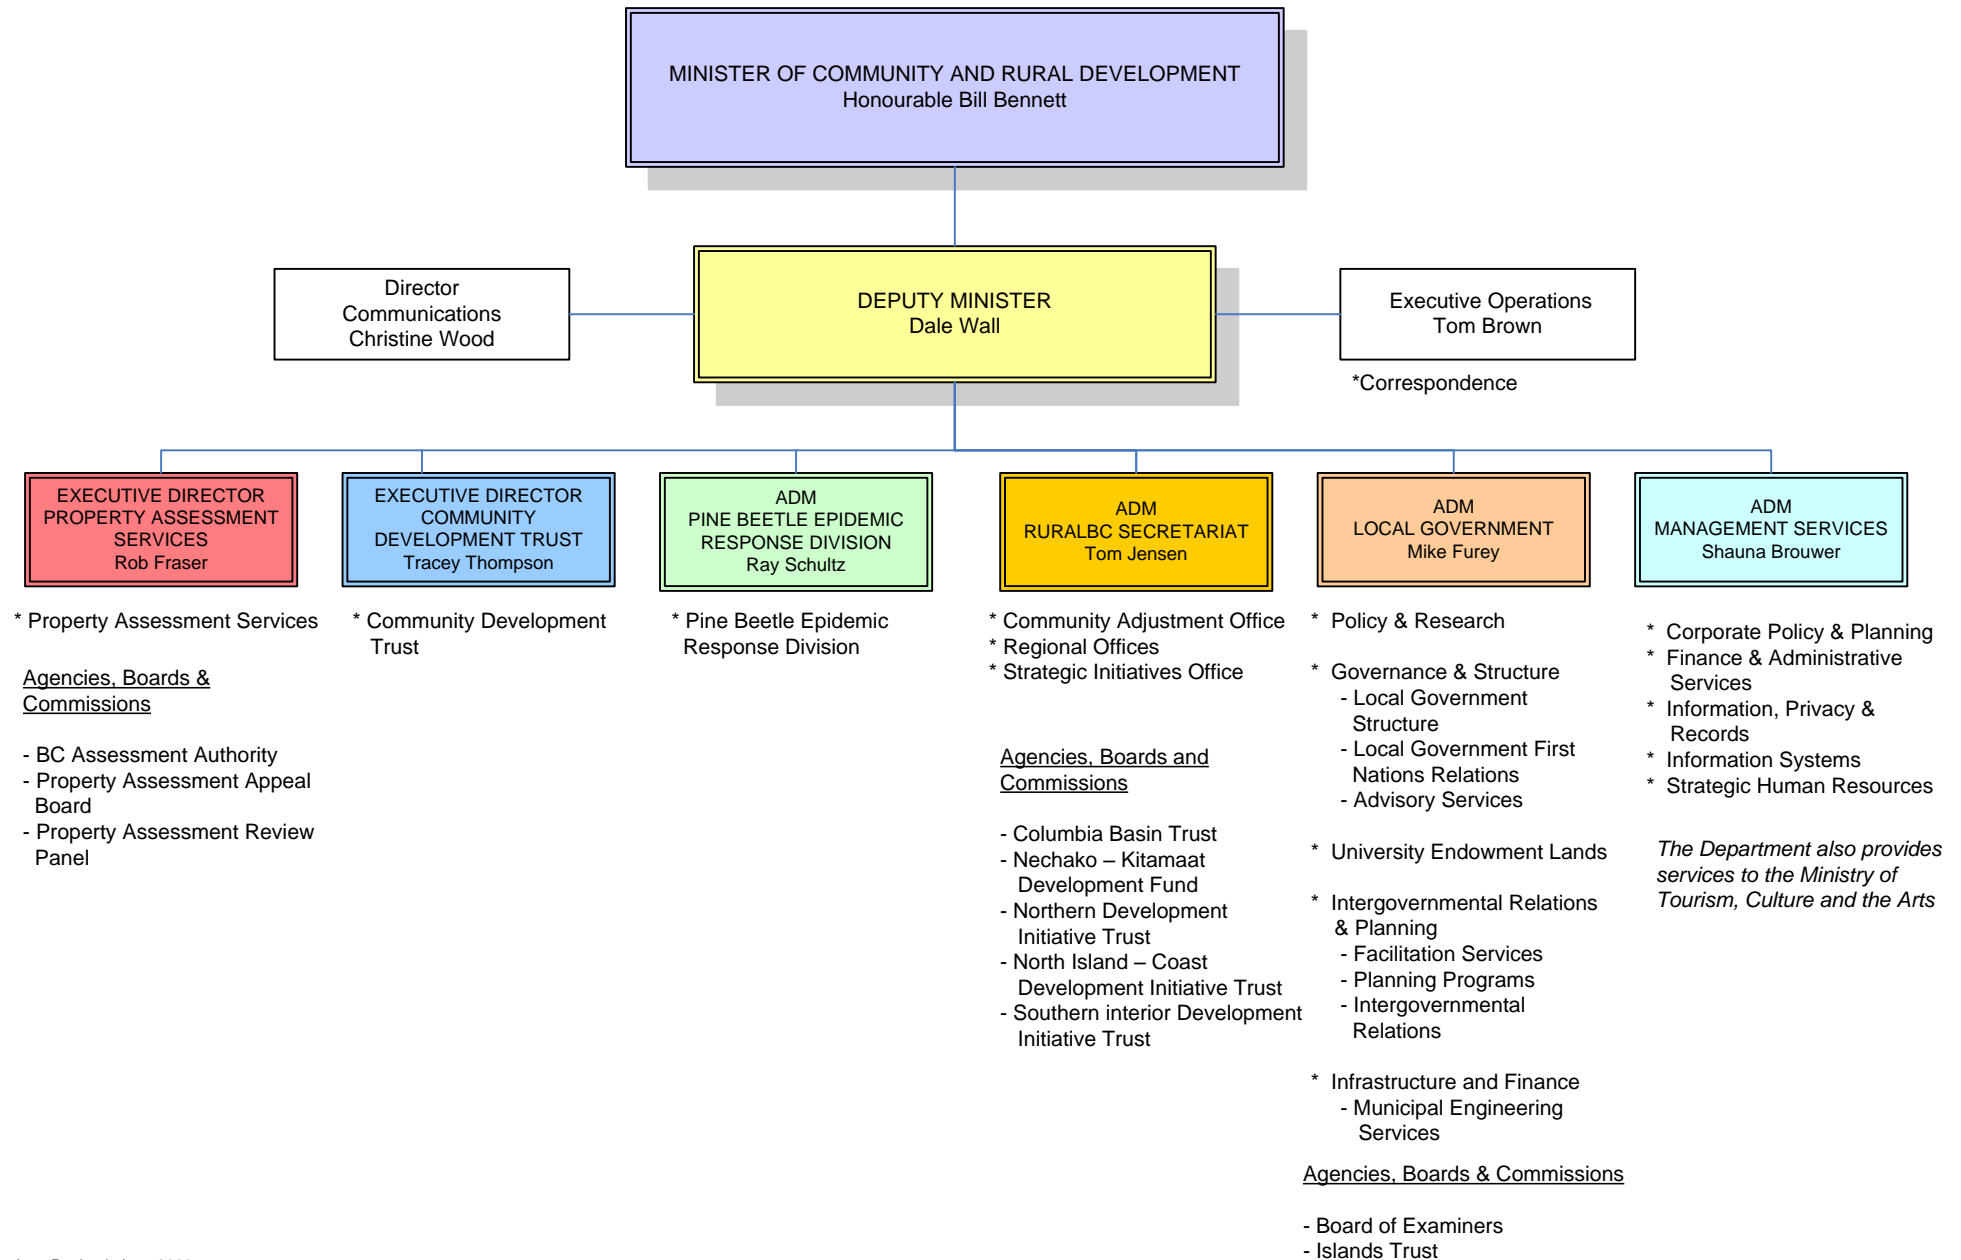 MINISTER OF COMMUNITY AND RURAL DEVELOPMENT
Honourable Bill Bennett
Director
Communications
Christine Wood
DEPUTY MINISTER
Dale Wall
Executive Operations
Tom Brown
*Correspondence
EXECUTIVE DIRECTOR
PROPERTY ASSESSMENT
SERVICES
Rob Fraser
* Property Assessment Services
Agencies, Boards &
Commissions
- BC Assessment Authority
- Property Assessment Appeal
Board
- Property Assessment Review
Panel
EXECUTIVE DIRECTOR
COMMUNITY
DEVELOPMENT TRUST
Tracey Thompson
* Community Development
Trust
ADM
PINE BEETLE EPIDEMIC
RESPONSE DIVISION
Ray Schultz
* Pine Beetle Epidemic
Response Division
ADM
RURALBC SECRETARIAT
Tom Jensen
* Community Adjustment Office
* Regional Offices
* Strategic Initiatives Office
Agencies, Boards and
Commissions
- Columbia Basin Trust
- Nechako – Kitamaat
Development Fund
- Northern Development
Initiative Trust
- North Island – Coast
Development Initiative Trust
- Southern interior Development
Initiative Trust
ADM
LOCAL GOVERNMENT
Mike Furey
* Policy & Research
* Governance & Structure
- Local Government
Structure
- Local Government First
Nations Relations
- Advisory Services
* University Endowment Lands
* Intergovernmental Relations
& Planning
- Facilitation Services
- Planning Programs
- Intergovernmental
Relations
* Infrastructure and Finance
- Municipal Engineering
Services
Agencies, Boards & Commissions
- Board of Examiners
- Islands Trust
ADM
MANAGEMENT SERVICES
Shauna Brouwer
* Corporate Policy & Planning
* Finance & Administrative
Services
* Information, Privacy &
Records
* Information Systems
* Strategic Human Resources
The Department also provides
services to the Ministry of
Tourism, Culture and the Arts